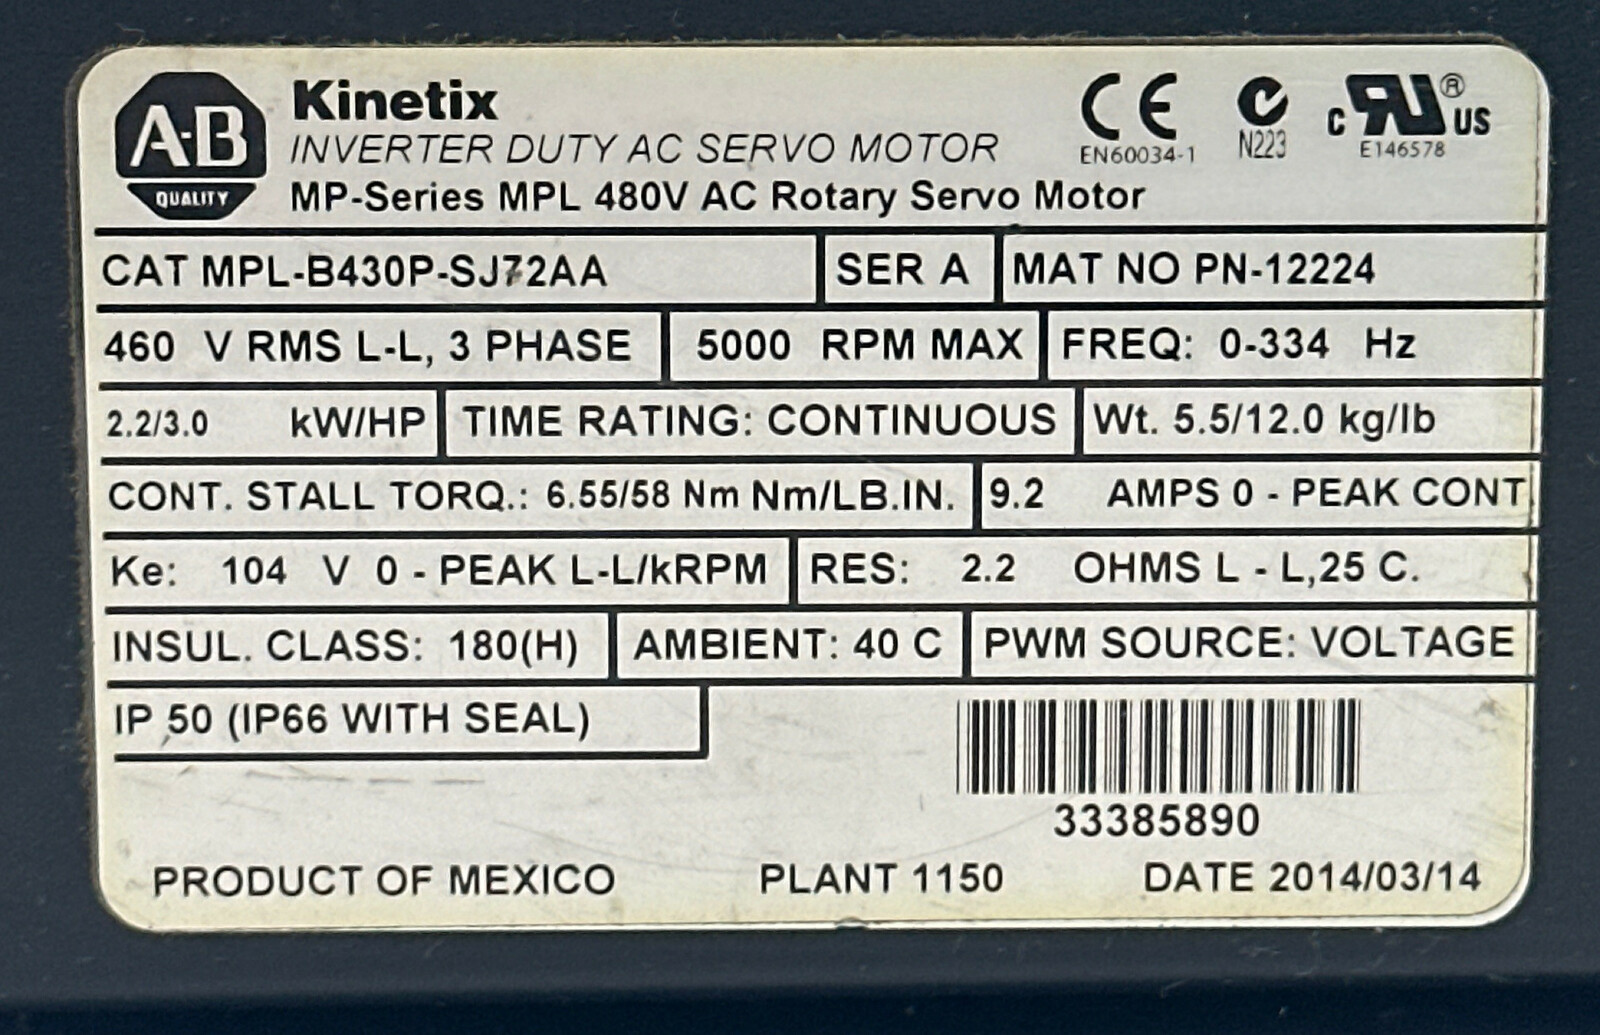 A-B
QUALITY
Kinetix
INVERTER DUTY AC SERVO MOTOR
MP-Series MPL 480V AC Rotary Servo Motor
CE
EN60034-1
N223
c RU® US
E146578
CAT MPL-B430P-SJ72AA SER A MAT NO PN-12224
460 V RMS L-L, 3 PHASE 5000 RPM MAX FREQ: 0-334 Hz
2.2/3.0 kW/HP TIME RATING: CONTINUOUS Wt. 5.5/12.0 kg/lb
CONT. STALL TORQ.: 6.55/58 Nm Nm/LB.IN. 9.2 AMPS 0 - PEAK CONT
Ke: 104 V 0 - PEAK L-L/kRPM RES: 2.2 OHMS L - L,25 C.
INSUL. CLASS: 180(H) AMBIENT: 40 C PWM SOURCE: VOLTAGE
IP 50 (IP66 WITH SEAL)
33385890
PRODUCT OF MEXICO PLANT 1150 DATE 2014/03/14